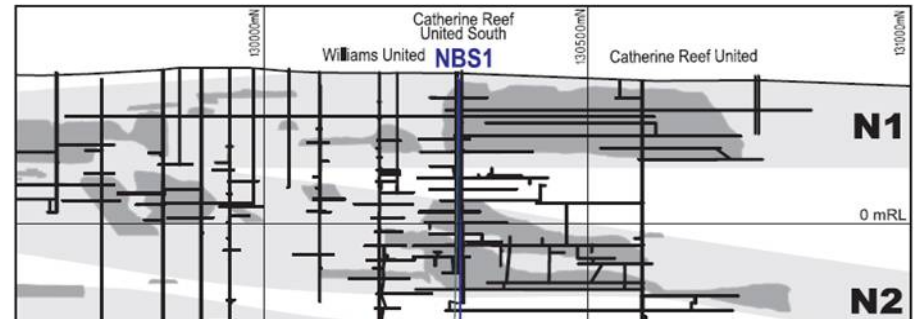 130000mN
Catherine Reef
United South
130500mN
131000mN
Williams United
NBS1
Catherine Reef United
N1
0 mRL
N2